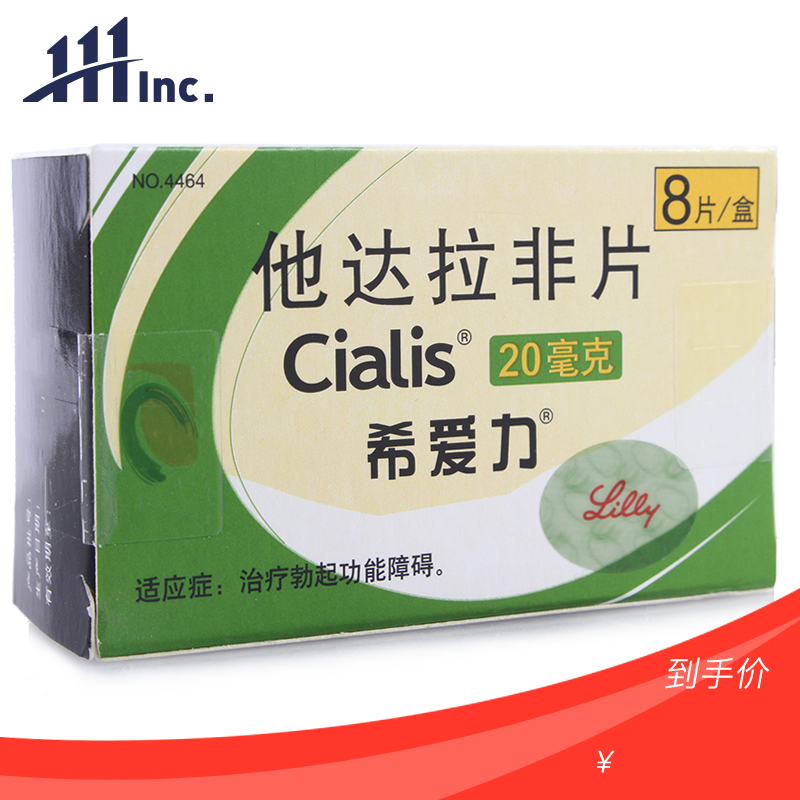 111 Inc.
NO.4464
8片/盒
他达拉非片
Cialis®
20毫克
希爱力®
Lilly
适应症：治疗勃起功能障碍。
到手价
¥